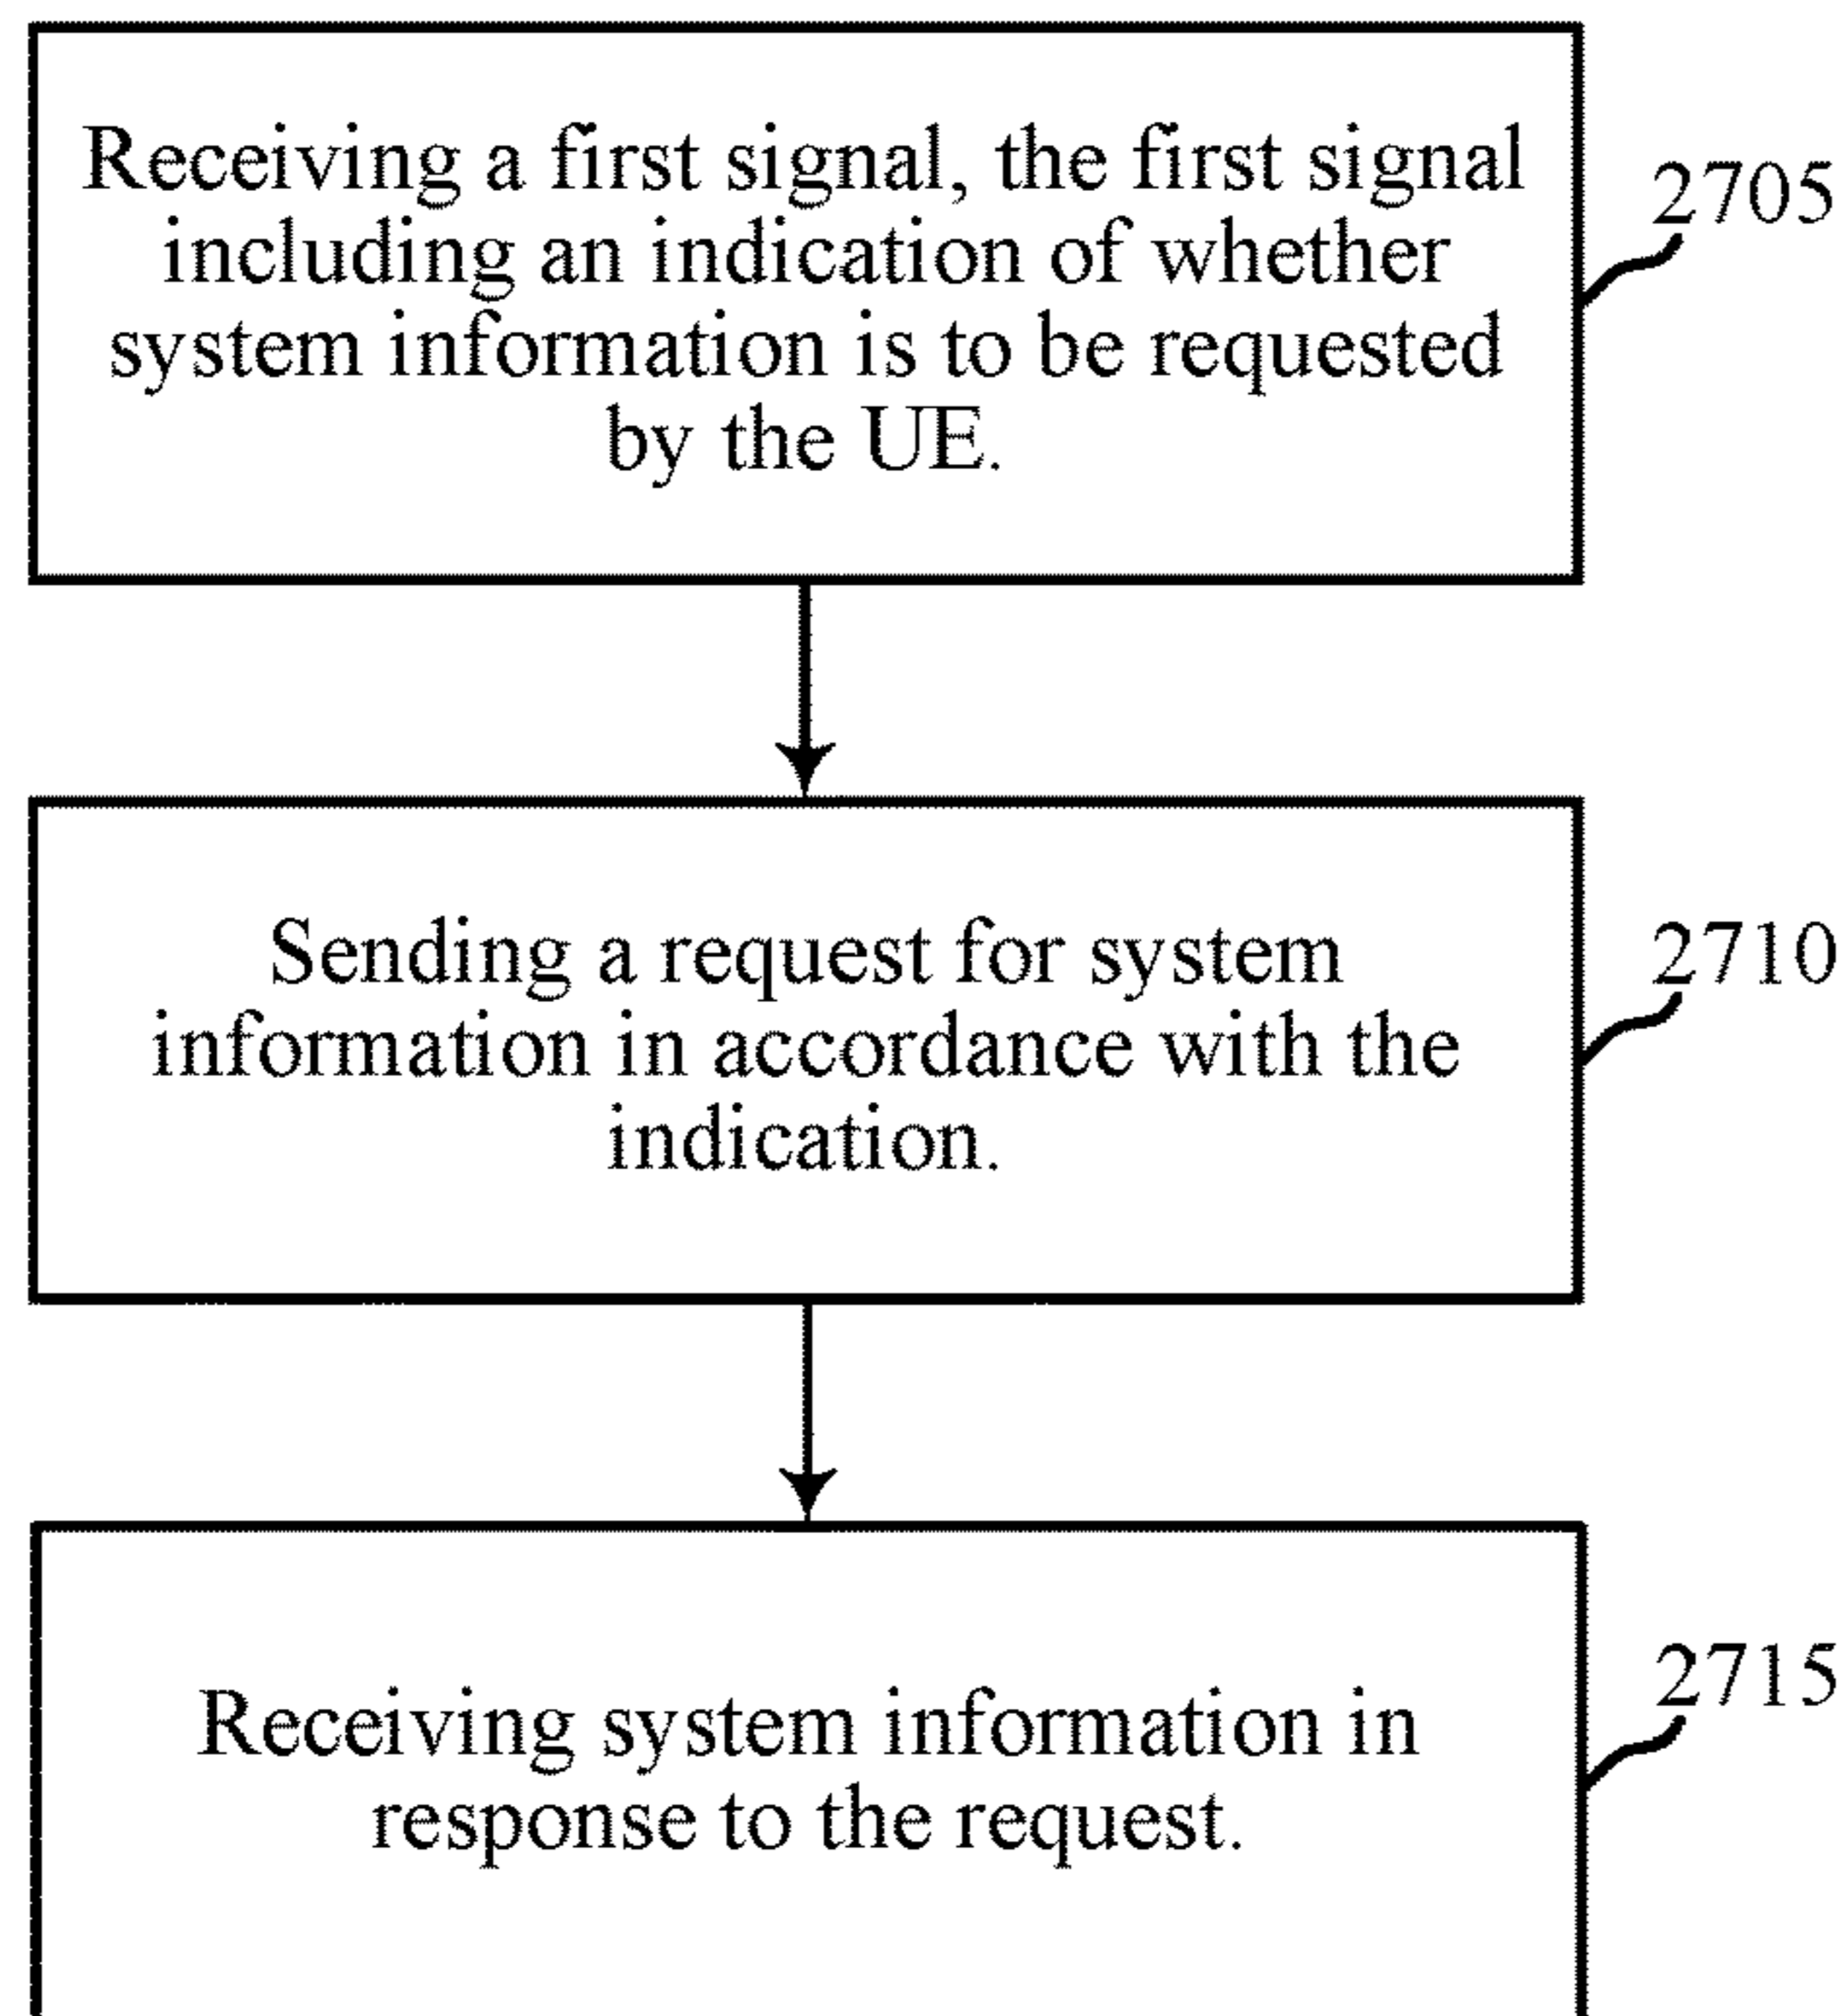 Receiving a first signal, the first signal
including an indication of whether
system information is to be requested
by the UE.
2705
Sending a request for system
information in accordance with the
indication.
2710
Receiving system information in
response to the request.
2715